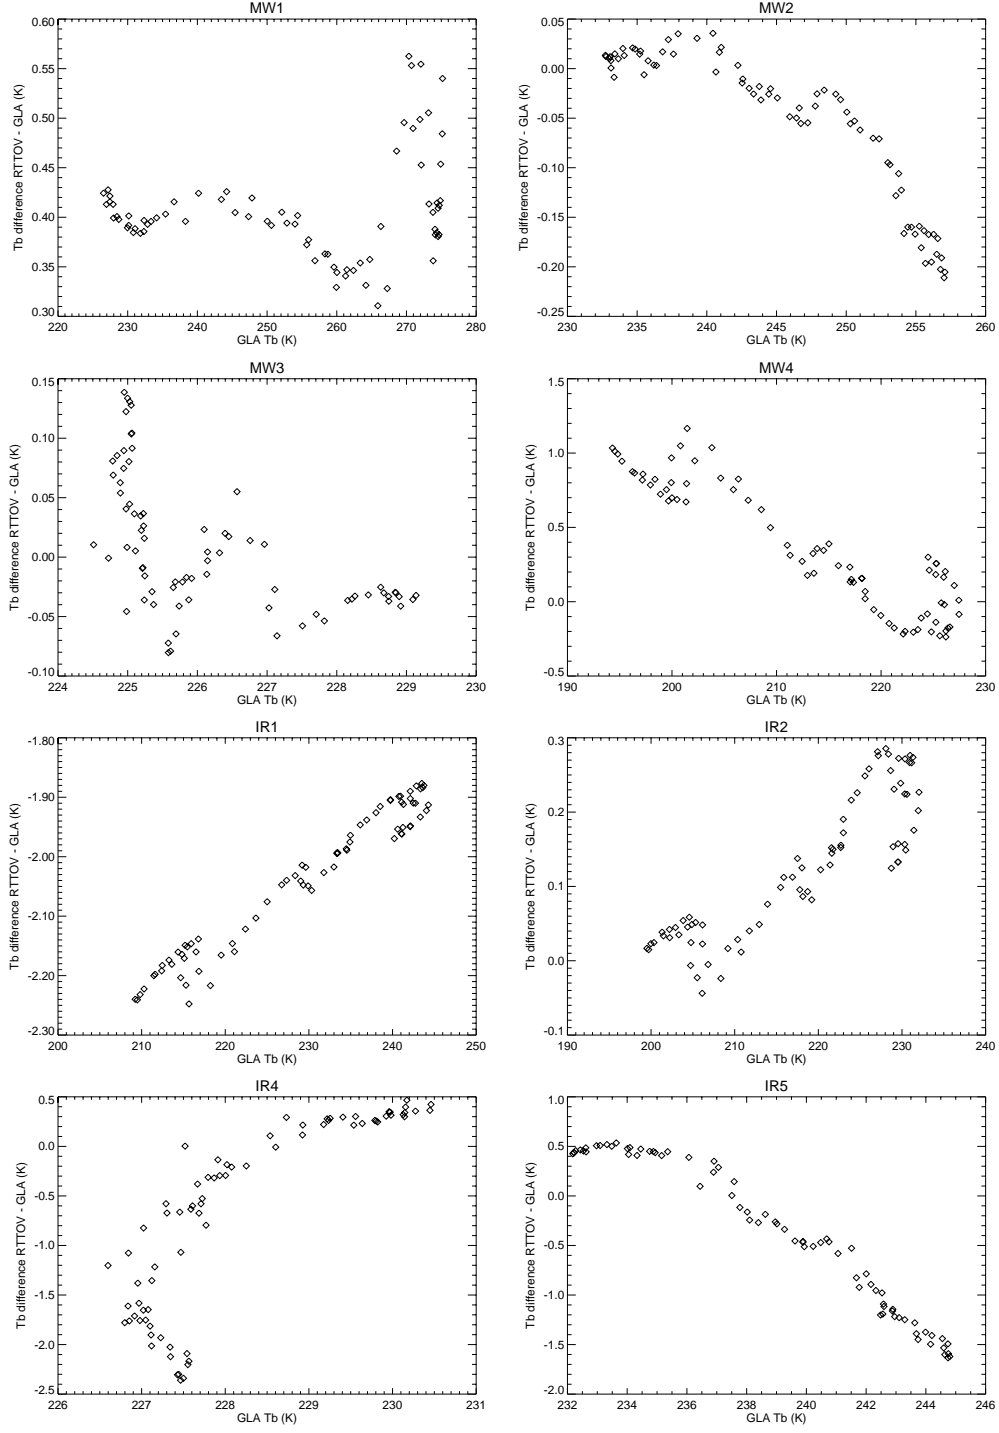 MW1
Tb difference RTTOV - GLA (K)
0.60
0.55
0.50
0.45
0.40
0.35
0.30
220 230 240 250 260 270 280
GLA Tb (K)
MW2
Tb difference RTTOV - GLA (K)
0.05
0.00
-0.05
-0.10
-0.15
-0.20
-0.25
230 235 240 245 250 255 260
GLA Tb (K)
MW3
Tb difference RTTOV - GLA (K)
0.15
0.10
0.05
0.00
-0.05
-0.10
224 225 226 227 228 229 230
GLA Tb (K)
MW4
Tb difference RTTOV - GLA (K)
1.5
1.0
0.5
0.0
-0.5
190 200 210 220 230
GLA Tb (K)
IR1
Tb difference RTTOV - GLA (K)
-1.80
-1.90
-2.00
-2.10
-2.20
-2.30
200 210 220 230 240 250
GLA Tb (K)
IR2
Tb difference RTTOV - GLA (K)
0.3
0.2
0.1
0.0
-0.1
190 200 210 220 230 240
GLA Tb (K)
IR4
Tb difference RTTOV - GLA (K)
0.5
0.0
-0.5
-1.0
-1.5
-2.0
-2.5
226 227 228 229 230 231
GLA Tb (K)
IR5
Tb difference RTTOV - GLA (K)
1.0
0.5
0.0
-0.5
-1.0
-1.5
-2.0
232 234 236 238 240 242 244 246
GLA Tb (K)